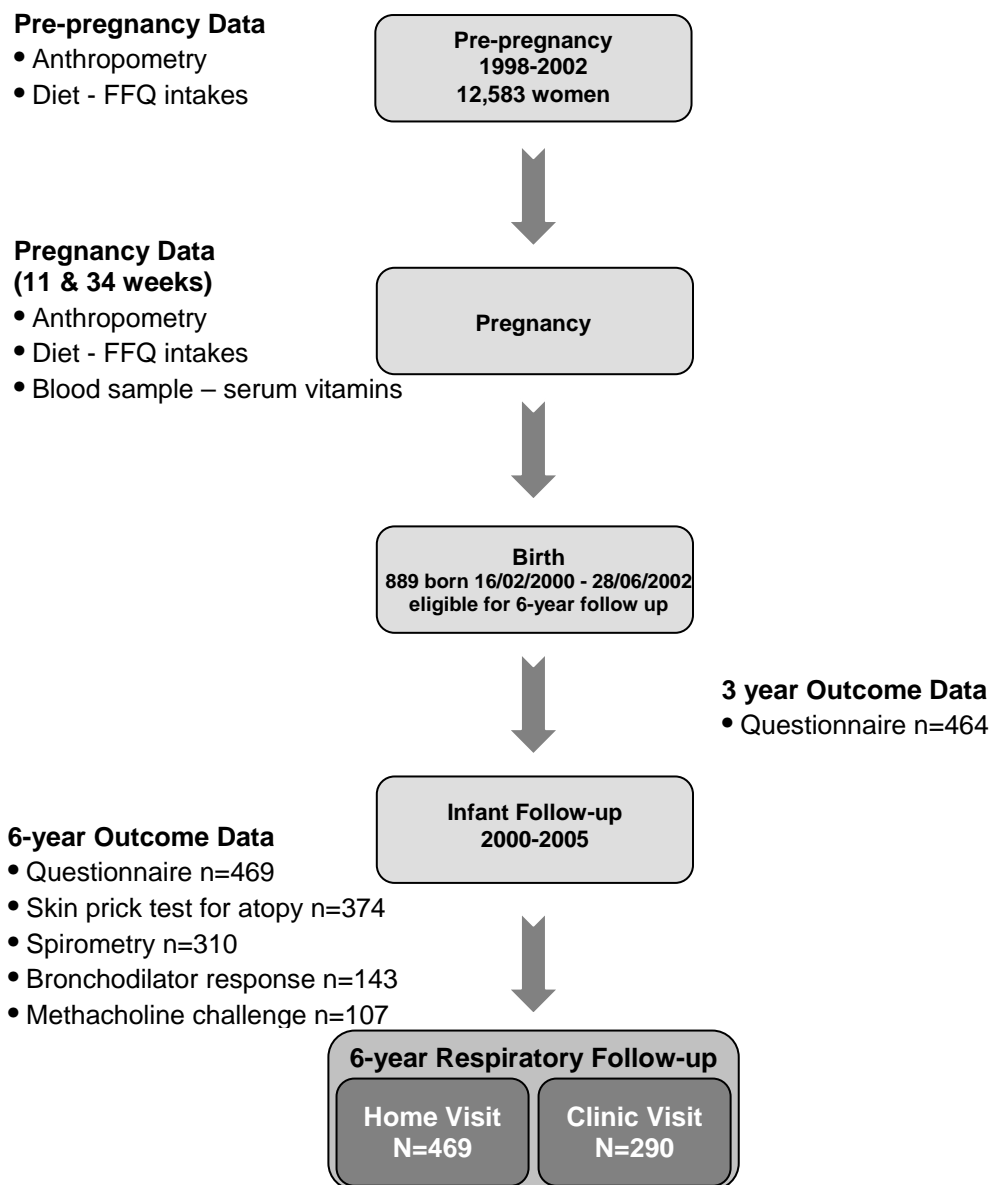 Pre-pregnancy Data
• Anthropometry
• Diet - FFQ intakes
Pre-pregnancy
1998-2002
12,583 women
Pregnancy Data
(11 & 34 weeks)
• Anthropometry
• Diet - FFQ intakes
• Blood sample – serum vitamins
Pregnancy
Birth
889 born 16/02/2000 - 28/06/2002
eligible for 6-year follow up
3 year Outcome Data
• Questionnaire n=464
Infant Follow-up
2000-2005
6-year Outcome Data
• Questionnaire n=469
• Skin prick test for atopy n=374
• Spirometry n=310
• Bronchodilator response n=143
• Methacholine challenge n=107
6-year Respiratory Follow-up
Home Visit
N=469
Clinic Visit
N=290